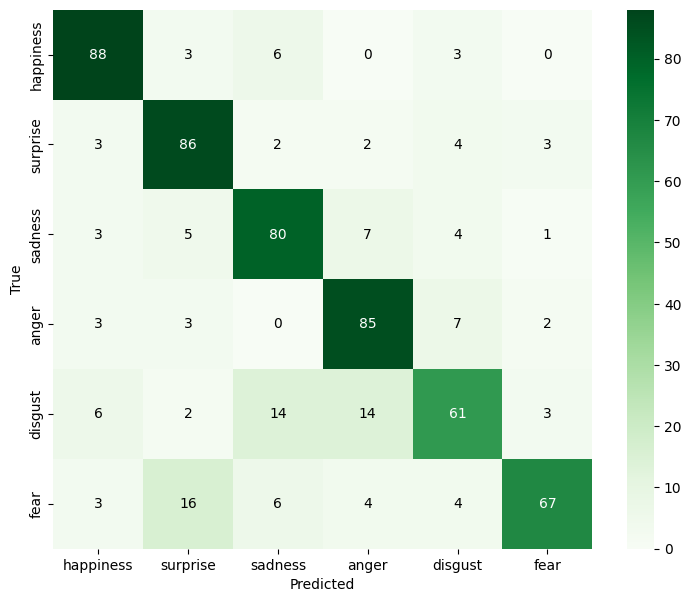 happiness 88 3 6 0 3 0
surprise 3 86 2 2 4 3
sadness 3 5 80 7 4 1
anger 3 3 0 85 7 2
disgust 6 2 14 14 61 3
fear 3 16 6 4 4 67
happiness surprise sadness anger disgust fear
Predicted
True
80
70
60
50
40
30
20
10
0